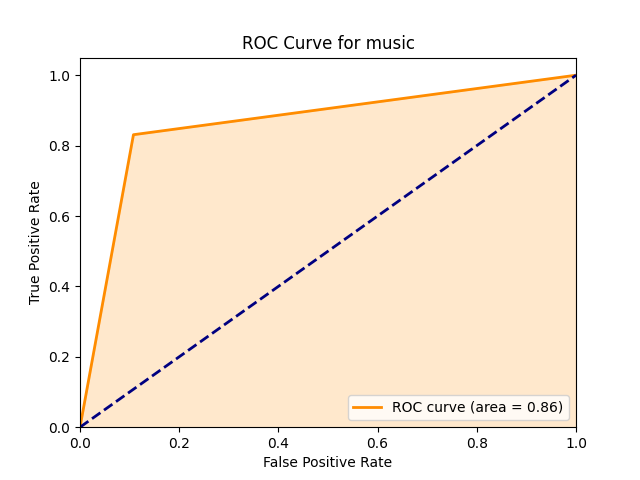 ROC Curve for music
True Positive Rate
1.0
0.8
0.6
0.4
0.2
0.0
ROC curve (area = 0.86)
0.0 0.2 0.4 0.6 0.8 1.0
False Positive Rate